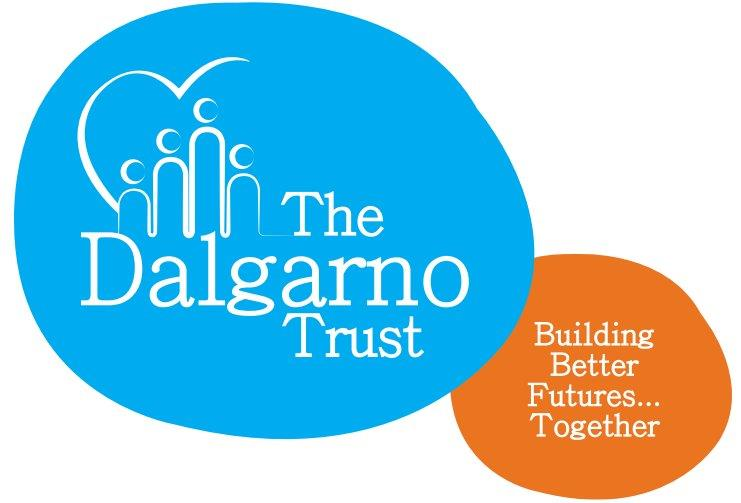 The
Dalgarno
Trust
Building
Better
Futures...
Together